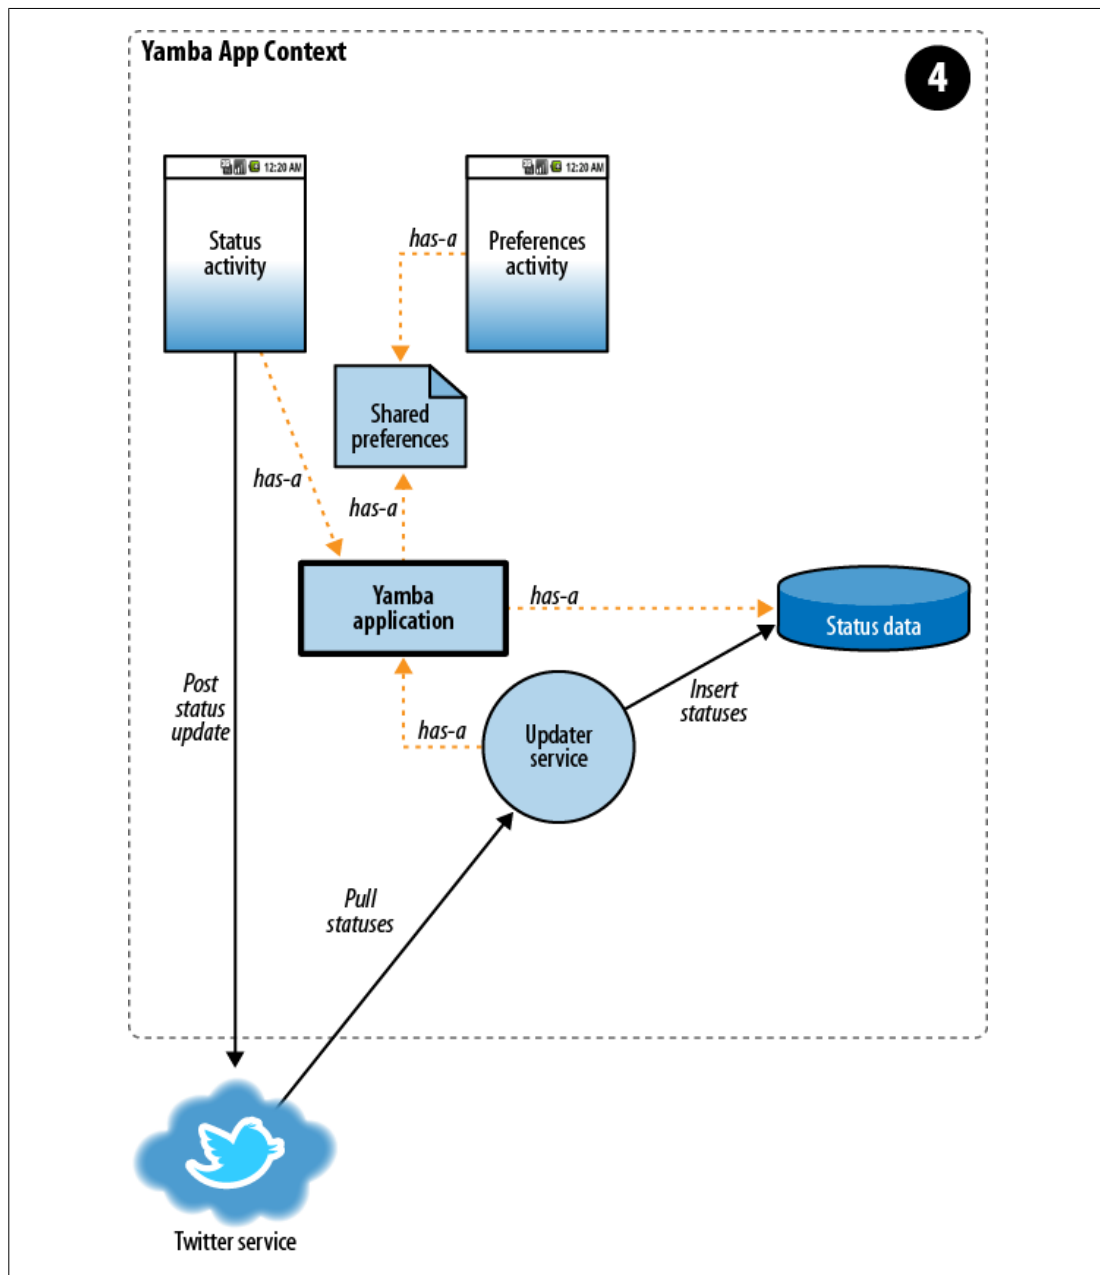 Yamba App Context
4
12:20 AM
12:20 AM
Status
activity
has-a
Preferences
activity
Shared
preferences
has-a
has-a
Yamba
application
has-a
Status data
Post
status
update
has-a
Updater
service
Insert
statuses
Pull
statuses
Twitter service